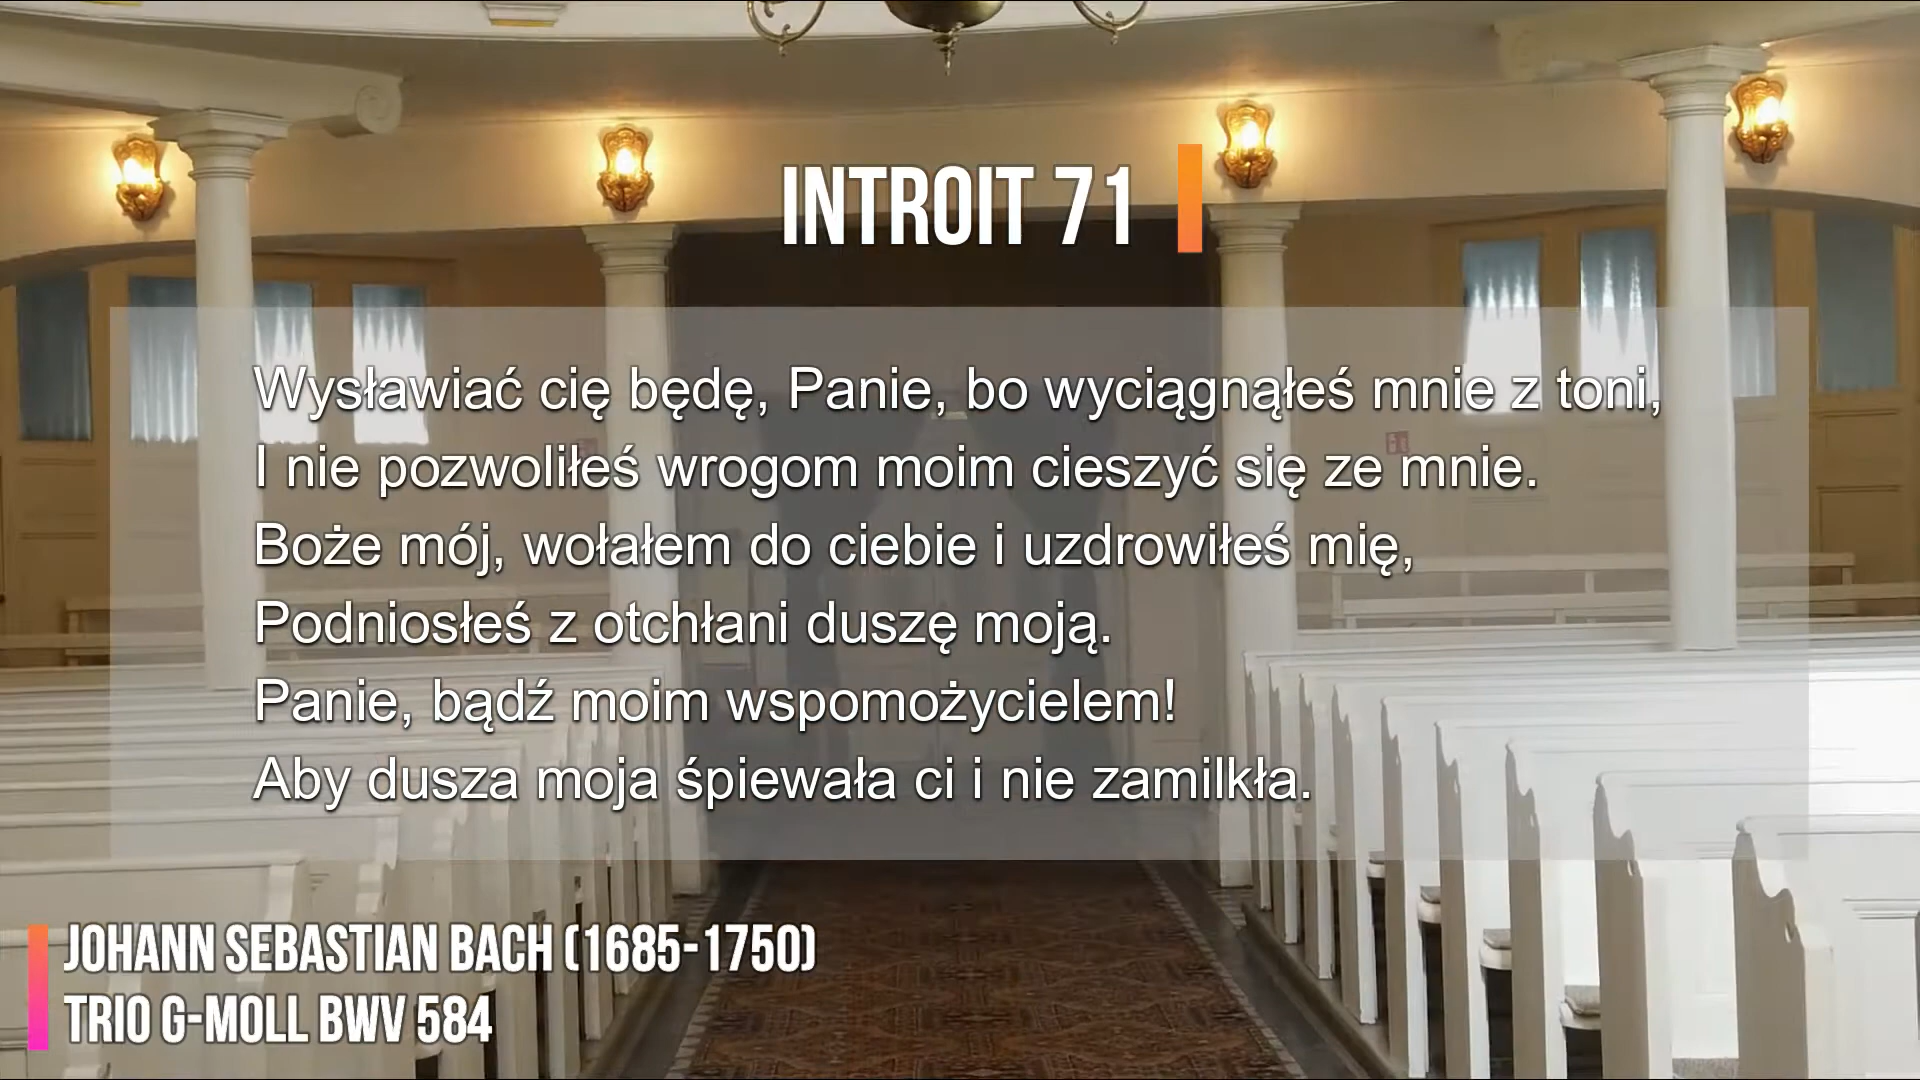 INTROIT 71
Wysławiać cię będę, Panie, bo wyciągnąłeś mnie z toni,
I nie pozwoliłeś wrogom moim cieszyć się ze mnie.
Boże mój, wołałem do ciebie i uzdrowiłeś mię,
Podniosłeś z otchłani duszę moją.
Panie, bądź moim wspomożycielem!
Aby dusza moja śpiewała ci i nie zamilkła.
JOHANN SEBASTIAN BACH (1685-1750)
TRIO G-MOLL BWV 584